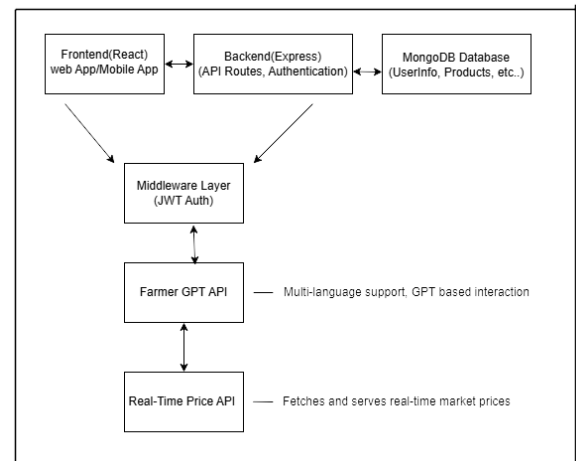 Frontend(React)
web App/Mobile App
Backend(Express)
(API Routes, Authentication)
MongoDB Database
(UserInfo, Products, etc..)
Middleware Layer
(JWT Auth)
Farmer GPT API
Multi-language support, GPT based interaction
Real-Time Price API
Fetches and serves real-time market prices